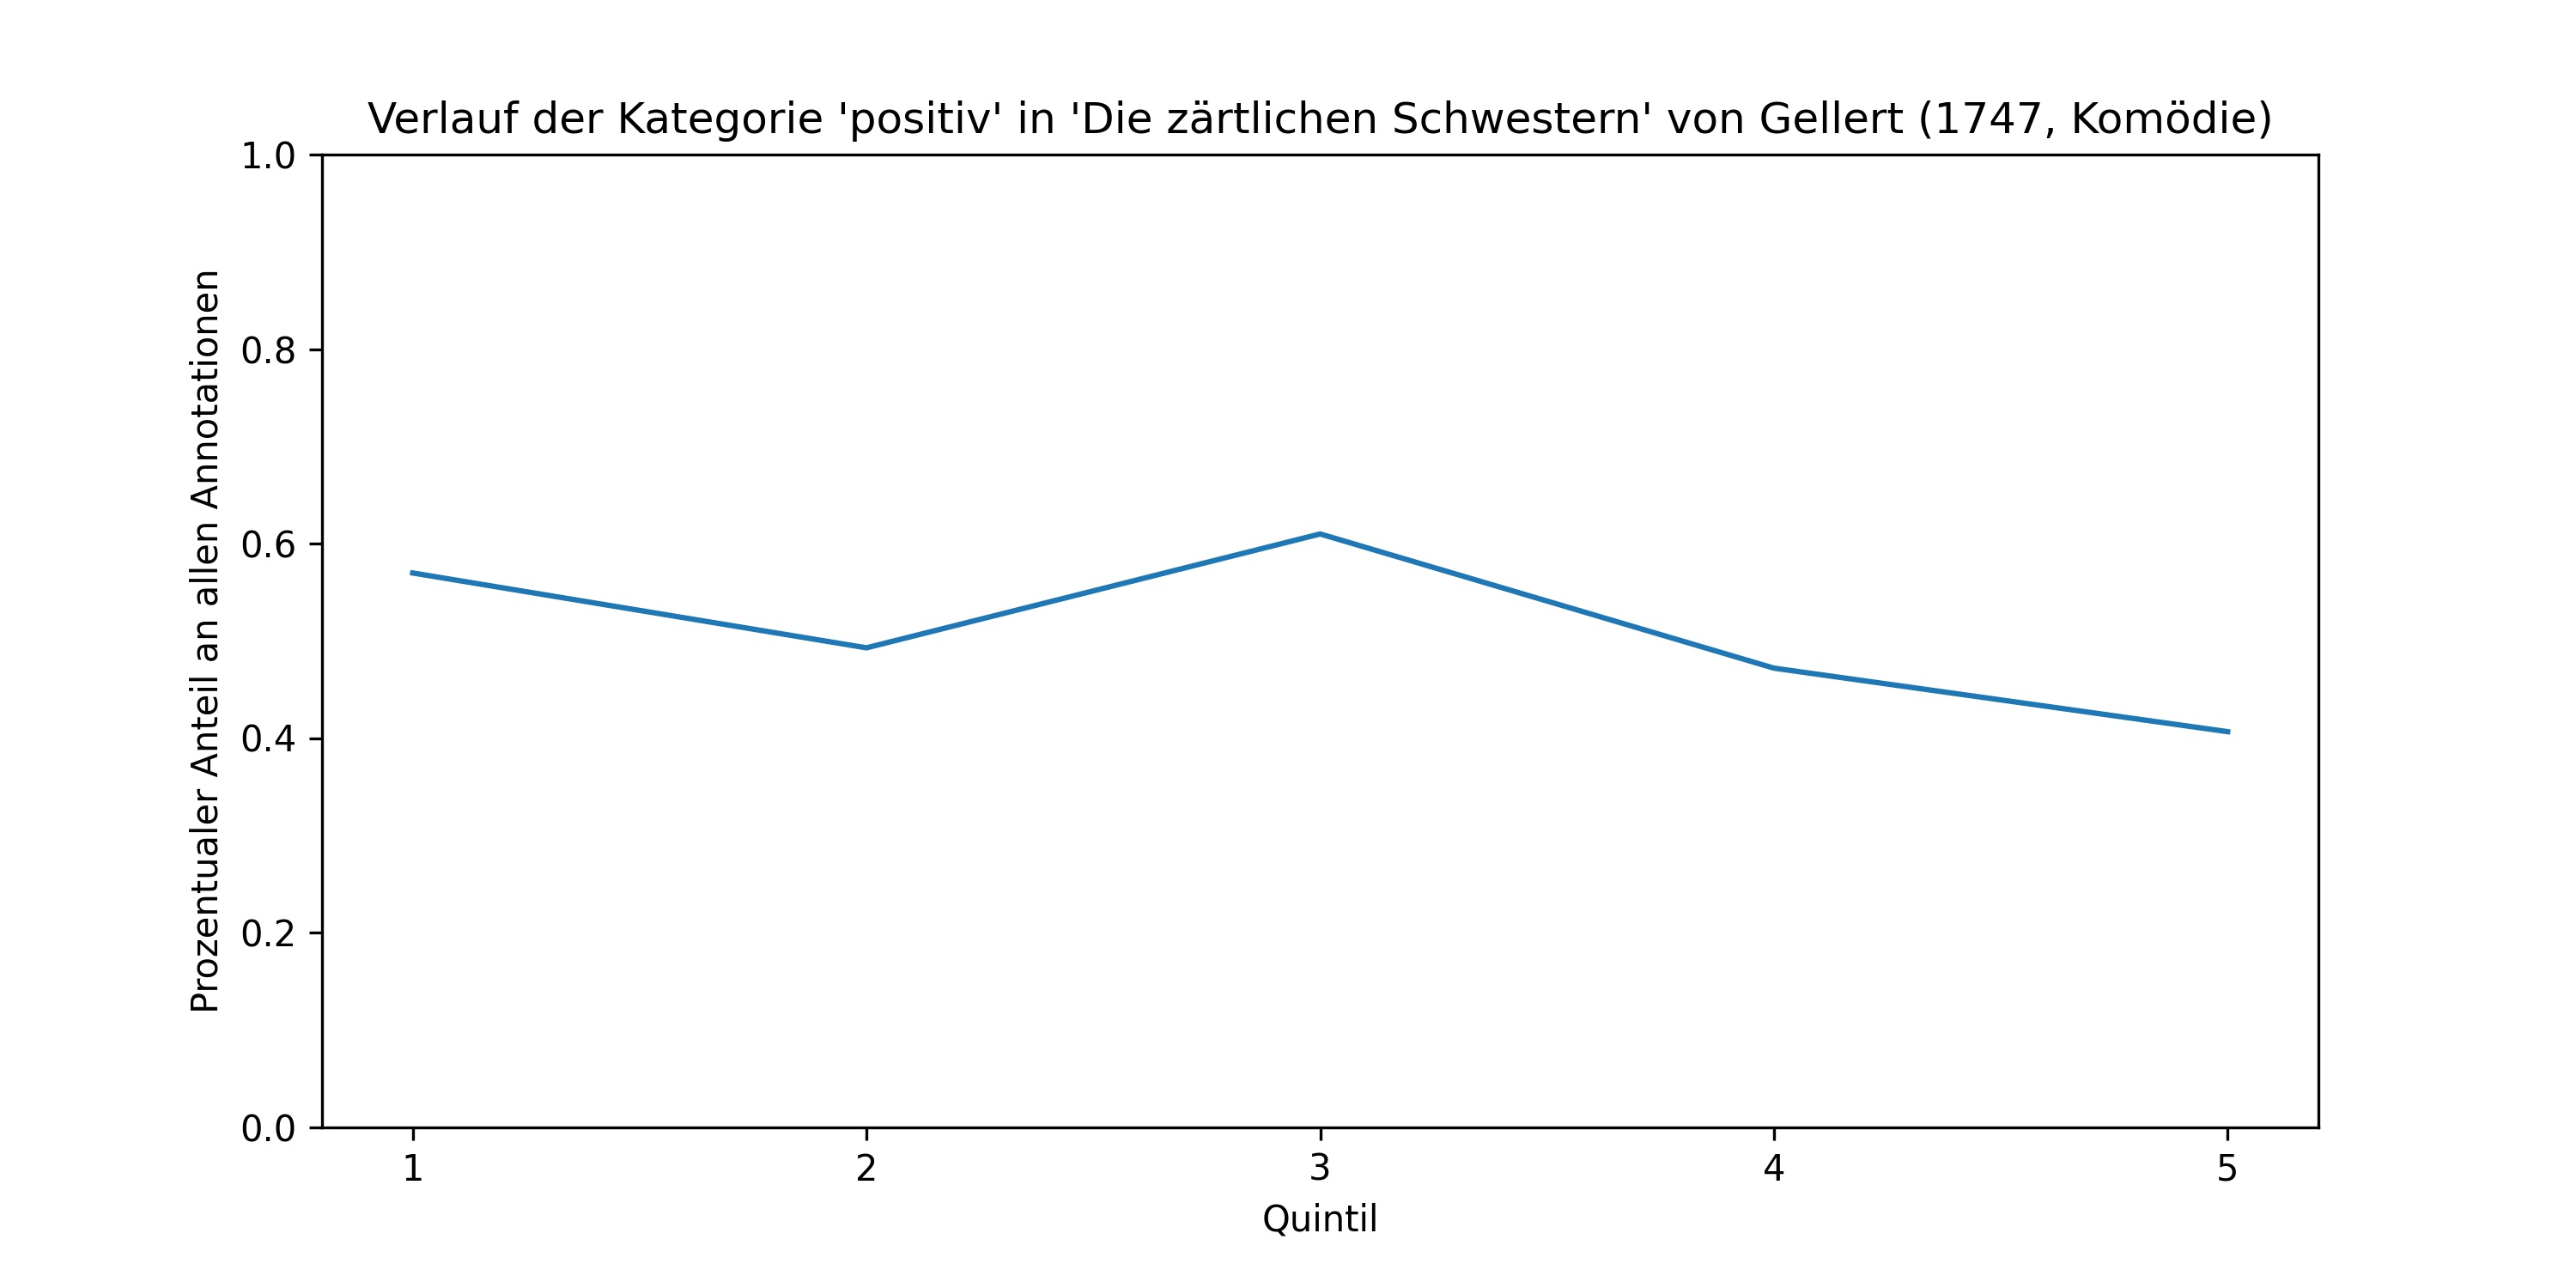 Verlauf der Kategorie 'positiv' in 'Die zärtlichen Schwestern' von Gellert (1747, Komödie)
Prozentualer Anteil an allen Annotationen
1.0
0.8
0.6
0.4
0.2
0.0
1 2 3 4 5
Quintil